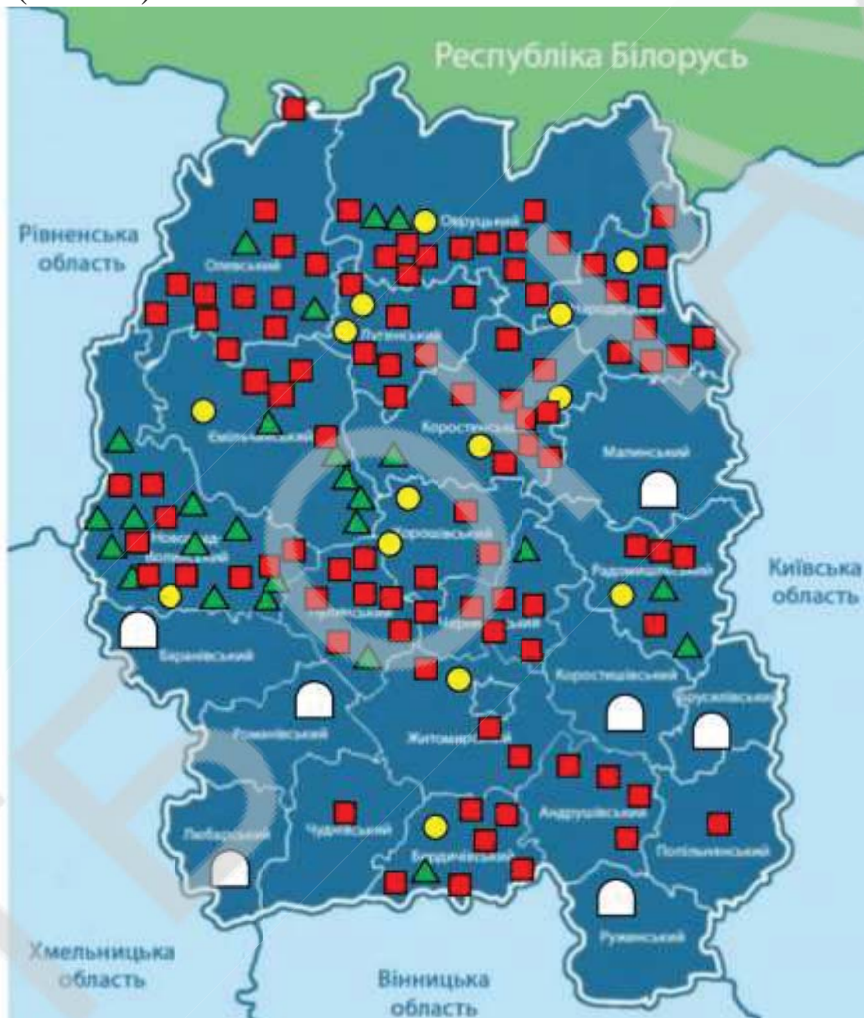 Республіка Білорусь
Рівненська
область
Овруцький
Олевський
Лугинський
Ємільчинський
Коростенський
Малинський
Хорошівський
Новоград-
Волинський
Радомишльський
Київська
область
Пулинський
Баранівський
Коростишівський
Брусилівський
Романівський
Житомирський
Андрушівський
Любарський
Чуднівський
Попільнянський
Бердичівський
Ружинський
Хмельницька
область
Вінницька
область